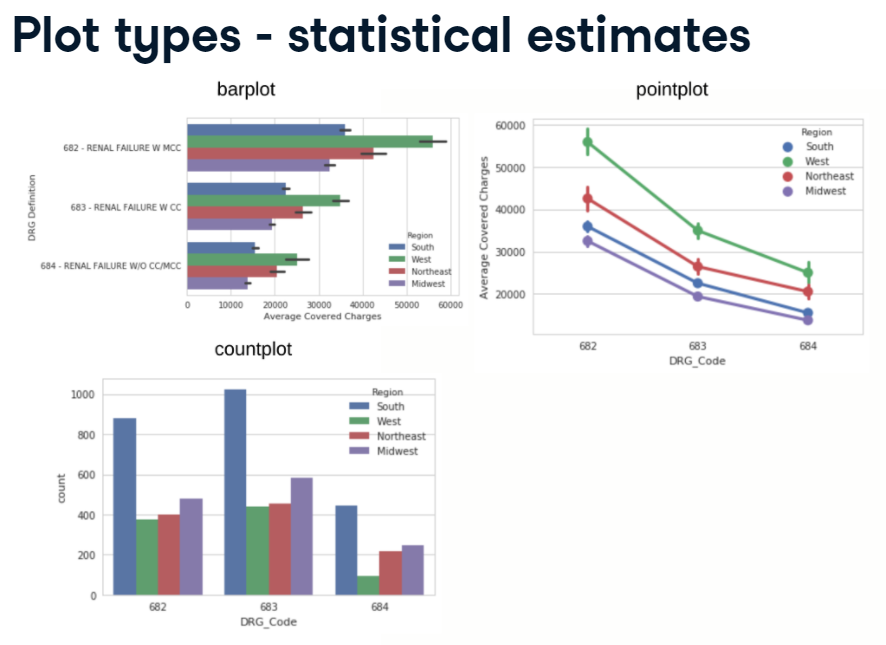 Plot types - statistical estimates
barplot
DRG Definition
682 - RENAL FAILURE W MCC
683 - RENAL FAILURE W CC
684 - RENAL FAILURE W/O CC/MCC
Region
South
West
Northeast
Midwest
0 10000 20000 30000 40000 50000 60000
Average Covered Charges
pointplot
Average Covered Charges
60000
50000
40000
30000
20000
Region
South
West
Northeast
Midwest
682 683 684
DRG_Code
countplot
count
1000
800
600
400
200
0
Region
South
West
Northeast
Midwest
682 683 684
DRG_Code